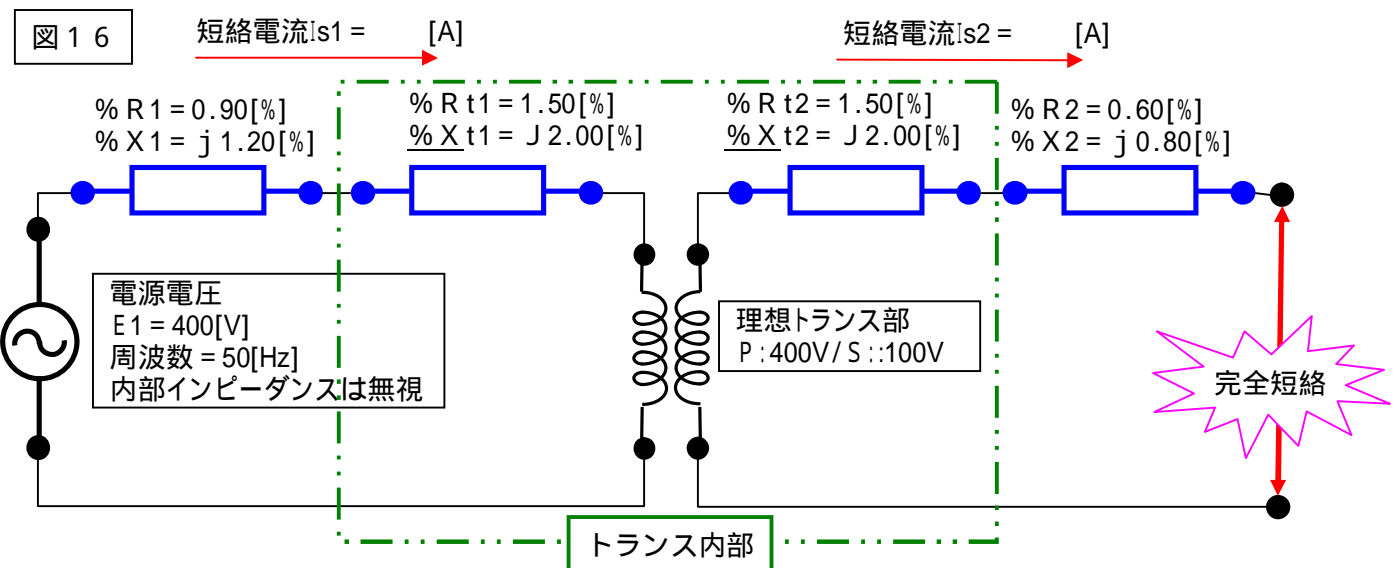 図16
短絡電流Is1 =　　[A]
短絡電流Is2 =　　[A]
%R1=0.90[%]
%X1=j1.20[%]
%Rt1=1.50[%]
%Xt1=J2.00[%]
%Rt2=1.50[%]
%Xt2=J2.00[%]
%R2=0.60[%]
%X2=j0.80[%]
電源電圧
E1=400[V]
周波数=50[Hz]
内部インピーダンスは無視
理想トランス部
P:400V/S::100V
完全短絡
トランス内部